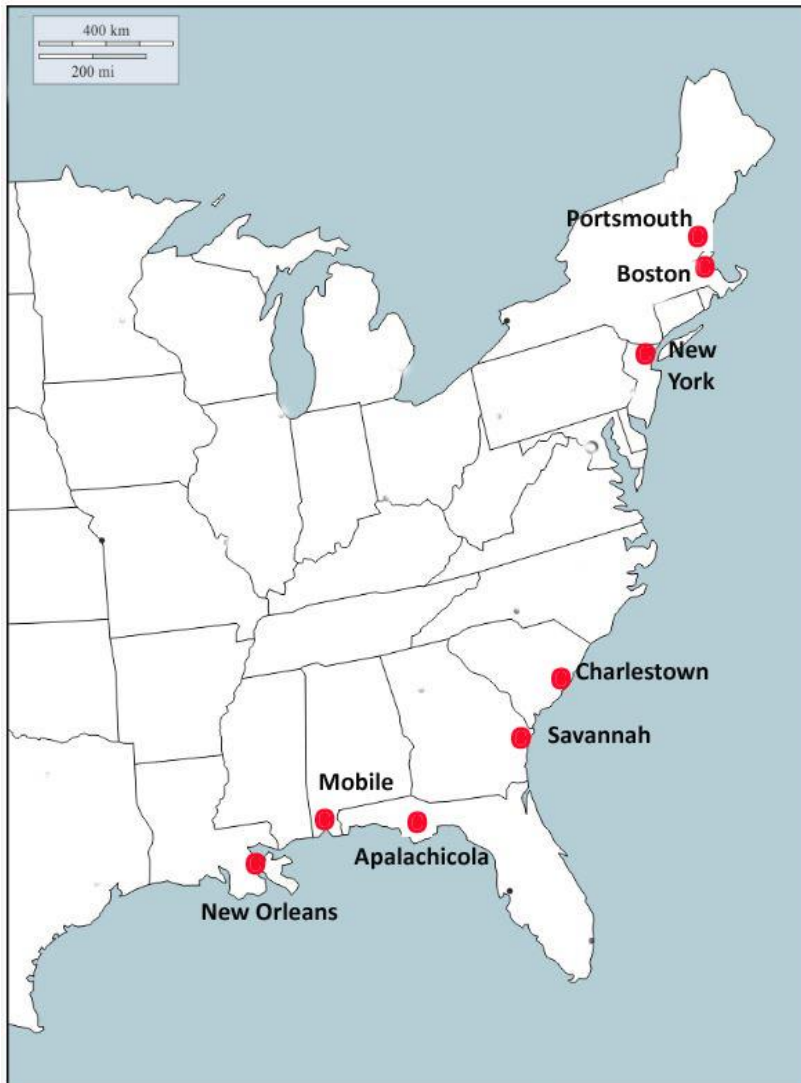 400 km
200 mi
Portsmouth
Boston
New
York
Charlestown
Savannah
Mobile
Apalachicola
New Orleans